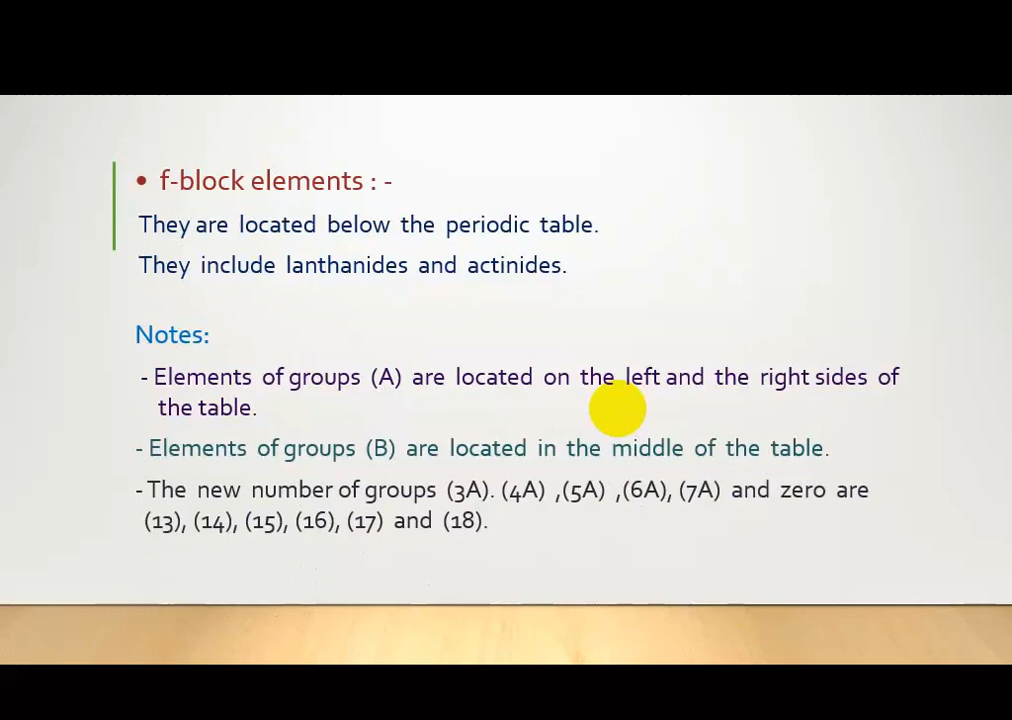 • f-block elements : -
They are located below the periodic table.
They include lanthanides and actinides.
Notes:
- Elements of groups (A) are located on the left and the right sides of
the table.
- Elements of groups (B) are located in the middle of the table.
- The new number of groups (3A). (4A) ,(5A) ,(6A), (7A) and zero are
(13), (14), (15), (16), (17) and (18).